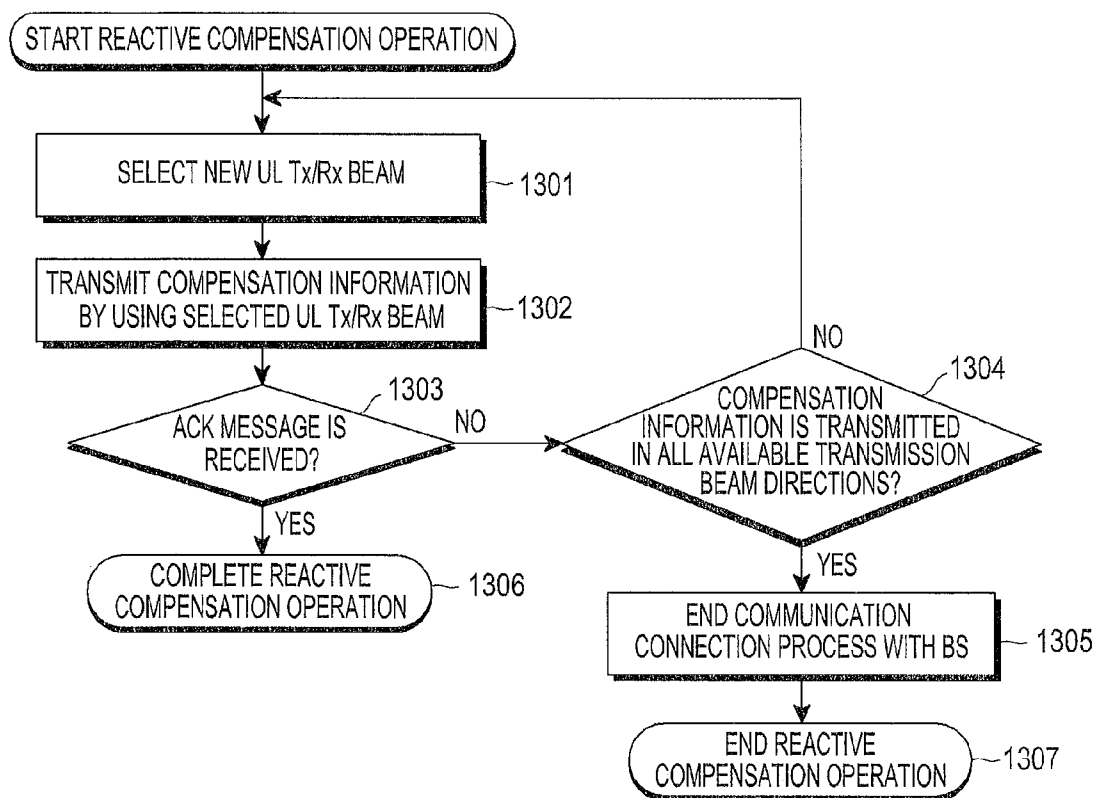 START REACTIVE COMPENSATION OPERATION
SELECT NEW UL Tx/Rx BEAM
1301
TRANSMIT COMPENSATION INFORMATION
BY USING SELECTED UL Tx/Rx BEAM
1302
1303
ACK MESSAGE IS
RECEIVED?
NO
YES
COMPLETE REACTIVE
COMPENSATION OPERATION
1306
NO
1304
COMPENSATION
INFORMATION IS TRANSMITTED
IN ALL AVAILABLE TRANSMISSION
BEAM DIRECTIONS?
YES
END COMMUNICATION
CONNECTION PROCESS WITH BS
1305
END REACTIVE
COMPENSATION OPERATION
1307